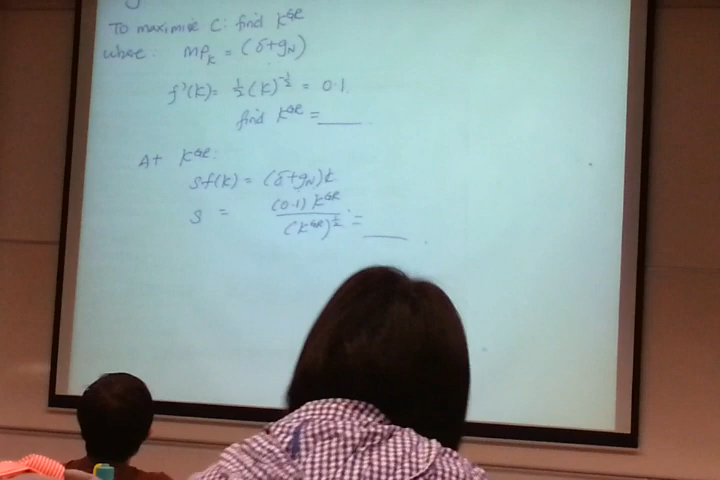 To maximise C: find k^GR
where: MP_k = (δ+g_N)
f'(k)= ½(k)^-½ = 0.1
find k^GR = ____
At k^GR:
sf(k) = (δ+g_N)k
s = (0.1) k^GR / (k^GR)^½ = ____